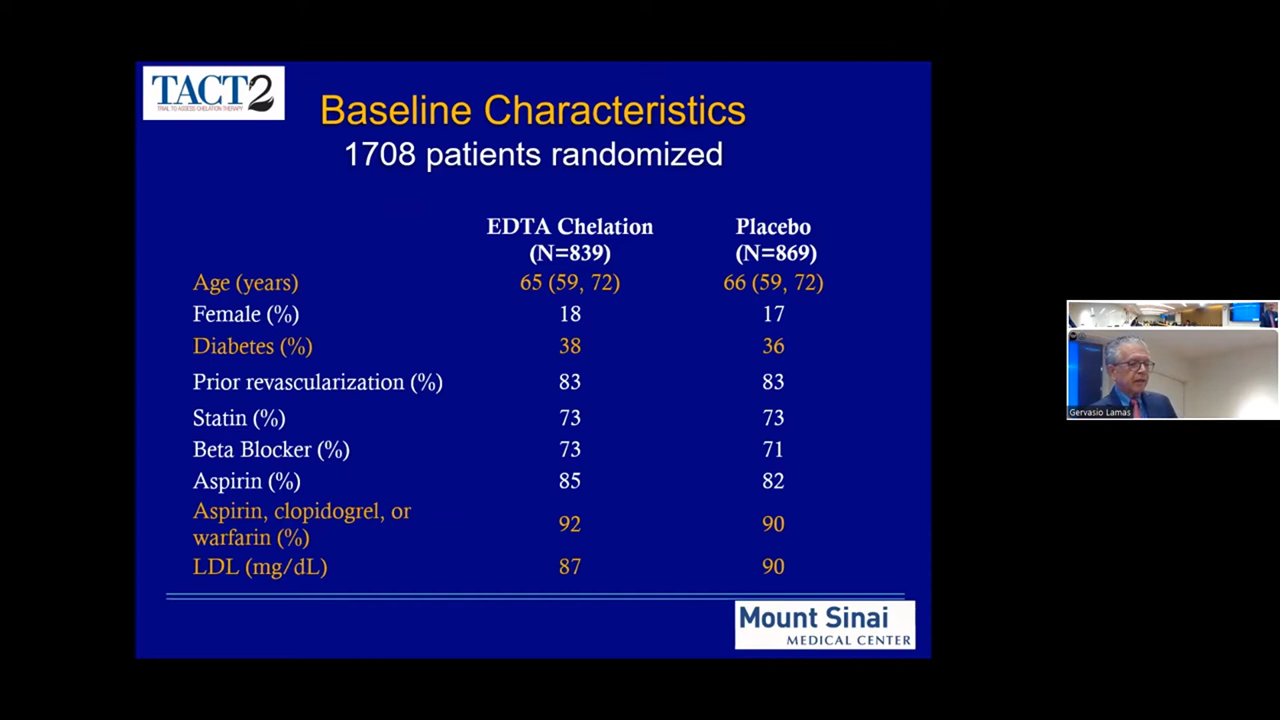 TACT2
TRIAL TO ASSESS CHELATION THERAPY
Baseline Characteristics
1708 patients randomized
EDTA Chelation Placebo
(N=839) (N=869)
Age (years) 65 (59, 72) 66 (59, 72)
Female (%) 18 17
Diabetes (%) 38 36
Prior revascularization (%) 83 83
Statin (%) 73 73
Beta Blocker (%) 73 71
Aspirin (%) 85 82
Aspirin, clopidogrel, or
warfarin (%) 92 90
LDL (mg/dL) 87 90
Mount Sinai
MEDICAL CENTER
Gervasio Lamas